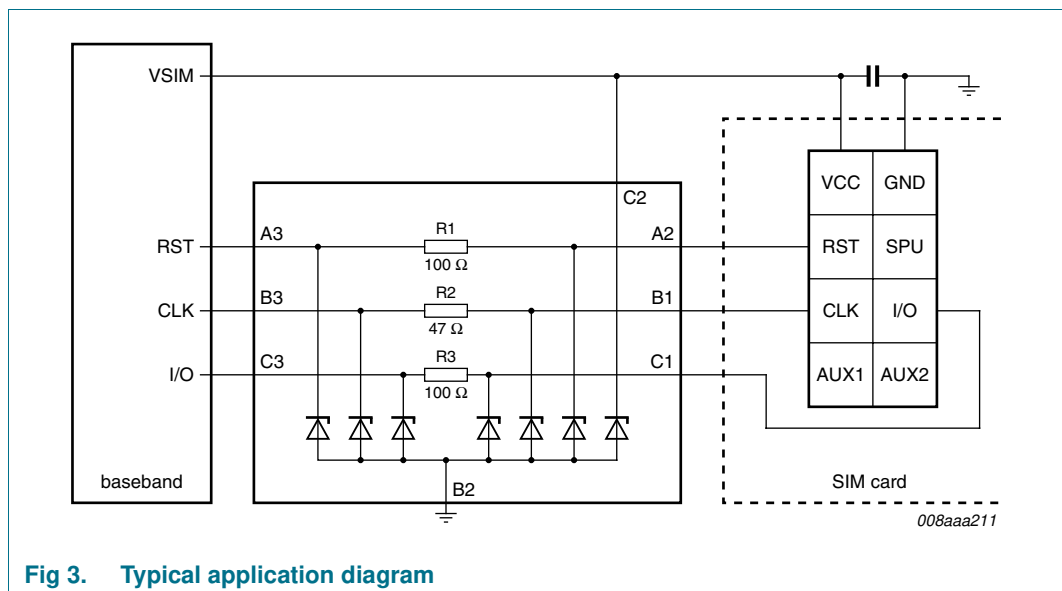 VSIM
C2
VCC GND
RST A3 R1 A2 RST SPU
100 Ω
CLK B3 R2 B1 CLK I/O
47 Ω
I/O C3 R3 C1 AUX1 AUX2
100 Ω
baseband B2 SIM card
008aaa211
Fig 3. Typical application diagram